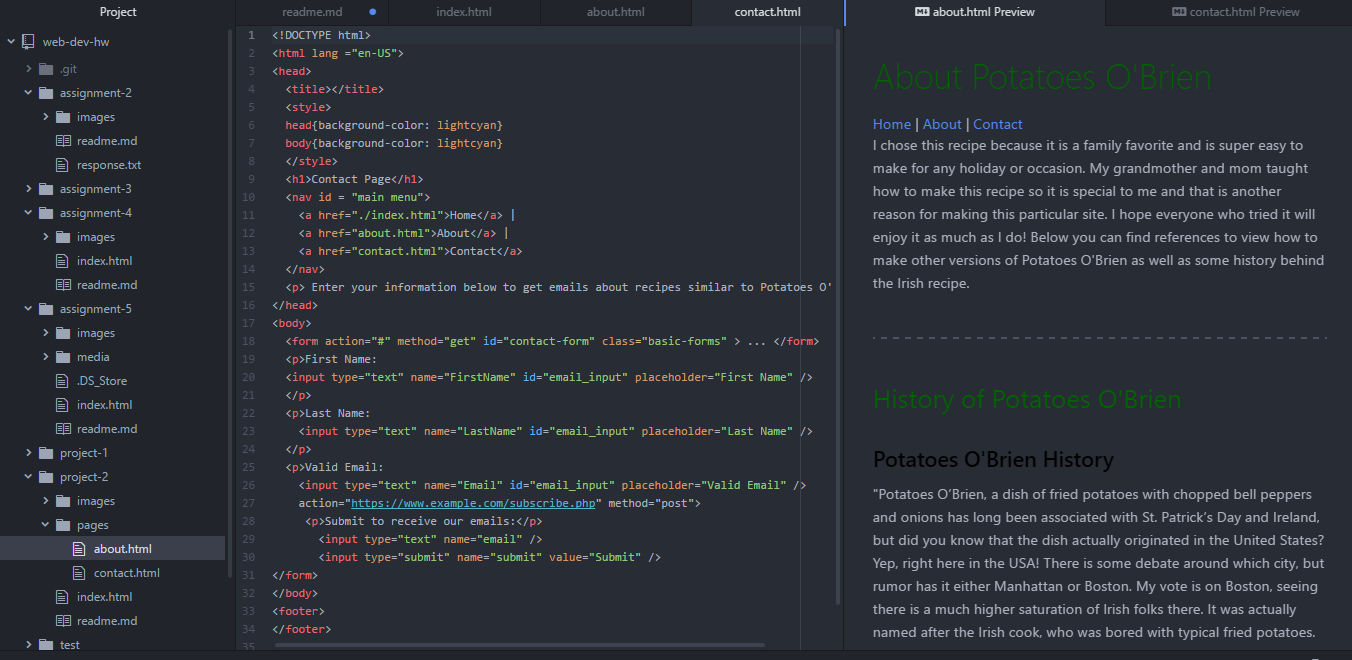 Project
web-dev-hw
.git
assignment-2
images
readme.md
response.txt
assignment-3
assignment-4
images
index.html
readme.md
assignment-5
images
media
.DS_Store
index.html
readme.md
project-1
project-2
images
pages
about.html
contact.html
index.html
readme.md
test
readme.md
index.html
about.html
contact.html
1 <!DOCTYPE html>
2 <html lang ="en-US">
3 <head>
4 <title></title>
5 <style>
6 head{background-color: lightcyan}
7 body{background-color: lightcyan}
8 </style>
9 <h1>Contact Page</h1>
10 <nav id = "main menu">
11 <a href="./index.html">Home</a> |
12 <a href="about.html">About</a> |
13 <a href="contact.html">Contact</a>
14 </nav>
15 <p> Enter your information below to get emails about recipes similar to Potatoes O'
16 </head>
17 <body>
18 <form action="#" method="get" id="contact-form" class="basic-forms" > ... </form>
19 <p>First Name:
20 <input type="text" name="FirstName" id="email_input" placeholder="First Name" />
21 </p>
22 <p>Last Name:
23 <input type="text" name="LastName" id="email_input" placeholder="Last Name" />
24 </p>
25 <p>Valid Email:
26 <input type="text" name="Email" id="email_input" placeholder="Valid Email" />
27 action="https://www.example.com/subscribe.php" method="post">
28 <p>Submit to receive our emails:</p>
29 <input type="text" name="email" />
30 <input type="submit" name="submit" value="Submit" />
31 </form>
32 </body>
33 <footer>
34 </footer>
35
about.html Preview
contact.html Preview
About Potatoes O'Brien
Home | About | Contact
I chose this recipe because it is a family favorite and is super easy to
make for any holiday or occasion. My grandmother and mom taught
how to make this recipe so it is special to me and that is another
reason for making this particular site. I hope everyone who tried it will
enjoy it as much as I do! Below you can find references to view how to
make other versions of Potatoes O'Brien as well as some history behind
the Irish recipe.
History of Potatoes O'Brien
Potatoes O'Brien History
"Potatoes O’Brien, a dish of fried potatoes with chopped bell peppers
and onions has long been associated with St. Patrick’s Day and Ireland,
but did you know that the dish actually originated in the United States?
Yep, right here in the USA! There is some debate around which city, but
rumor has it either Manhattan or Boston. My vote is on Boston, seeing
there is a much higher saturation of Irish folks there. It was actually
named after the Irish cook, who was bored with typical fried potatoes.